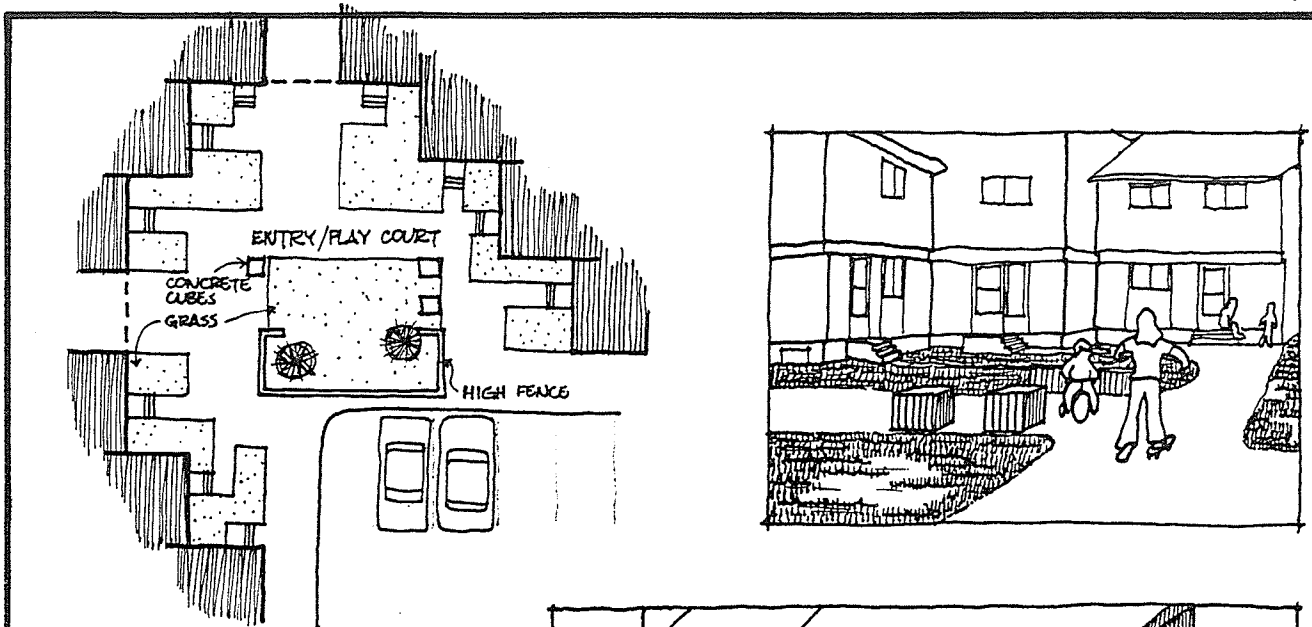 ENTRY/PLAY COURT
CONCRETE
CUBES
GRASS
HIGH FENCE